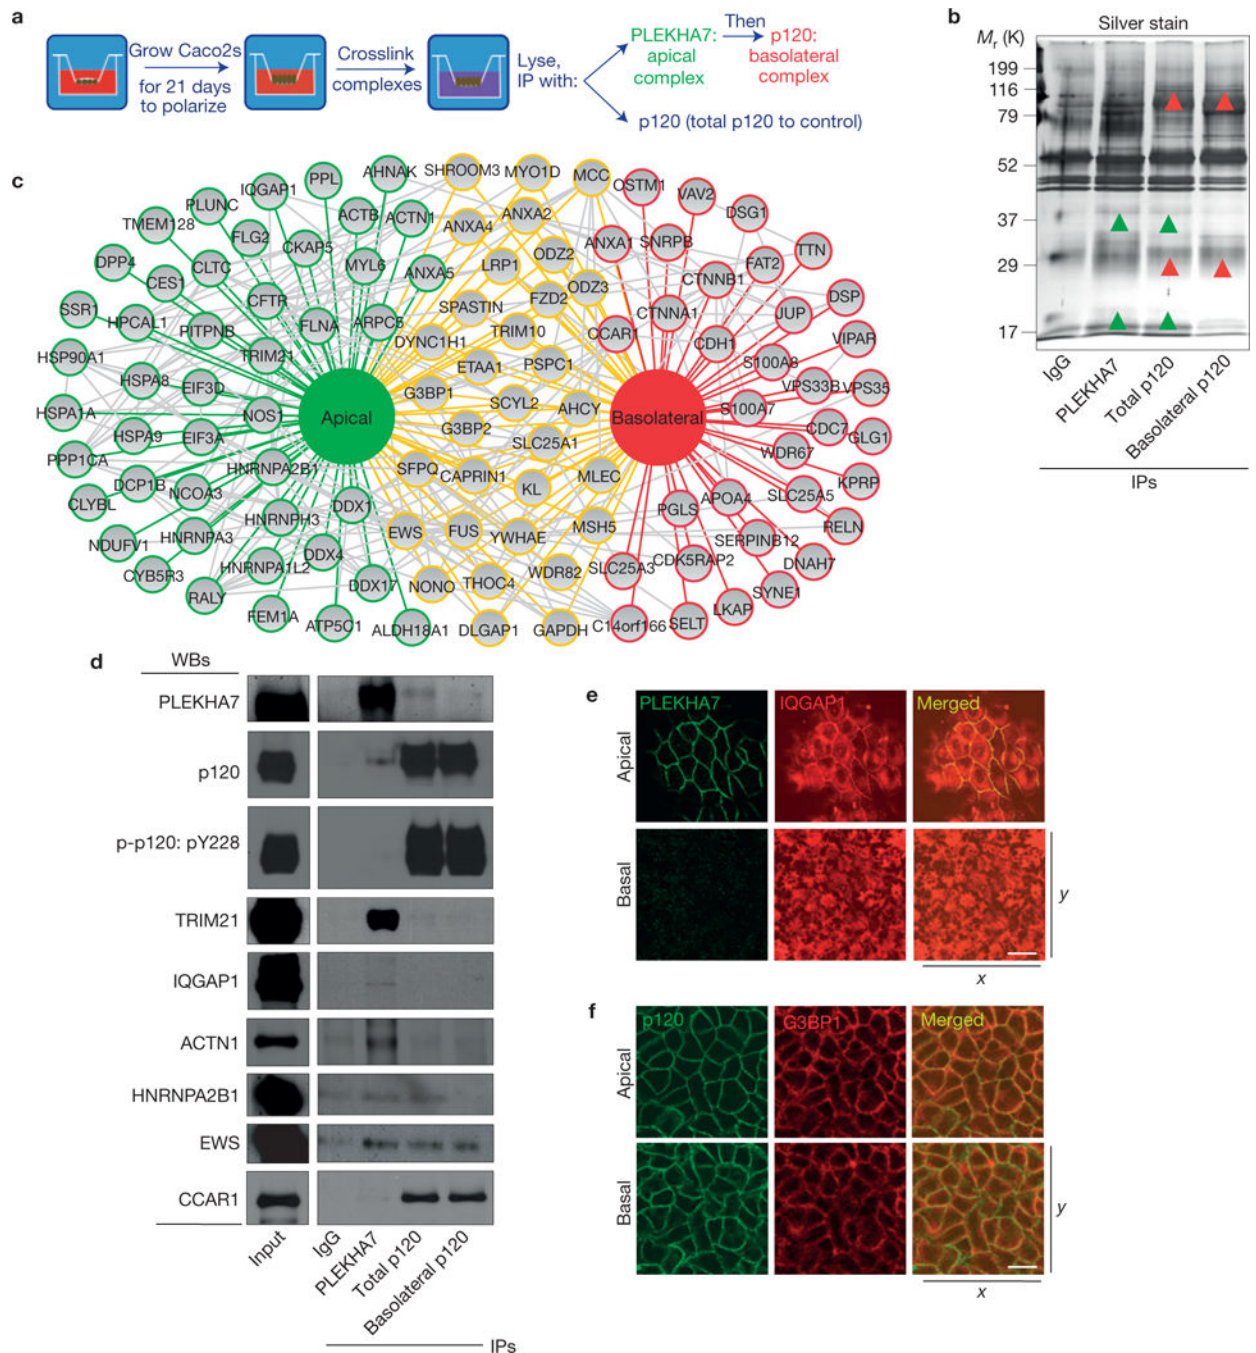 a
Grow Caco2s
for 21 days
to polarize
Crosslink
complexes
Lyse,
IP with:
PLEKHA7:
apical
complex
Then
p120:
basolateral
complex
p120 (total p120 to control)
b
Silver stain
Mr (K)
199
116
79
52
37
29
17
IgG
PLEKHA7
Total p120
Basolateral p120
IPs
c
AHNAK
SHROOM3
MYO1D
MCC
OSTM1
PPL
IQGAP1
PLUNC
TMEM128
DPP4
SSR1
FLG2
CLTC
CES1
HPCAL1
HSP90A1
HSPA1A
PPP1CA
CLYBL
NDUFV1
CYB5R3
RALY
FEM1A
ATP5C1
ALDH18A1
ACTB
ACTN1
CKAP5
MYL6
ANXA5
CFTR
FLNA
ARPC5
PITPNB
TRIM21
HSPA8
EIF3D
NOS1
HSPA9
EIF3A
HNRNPA2B1
DCP1B
NCOA3
HNRNPH3
DDX1
HNRNPA3
HNRNPA1L2
DDX4
DDX17
Apical
ANXA4
ANXA2
LRP1
ODZ2
ODZ3
SPASTIN
FZD2
DYNC1H1
TRIM10
ETAA1
PSPC1
G3BP1
SCYL2
AHCY
G3BP2
SLC25A1
SFPQ
CAPRIN1
KL
MLEC
EWS
FUS
YWHAE
MSH5
NONO
THOC4
WDR82
DLGAP1
GAPDH
Basolateral
VAV2
DSG1
TTN
ANXA1
SNRPB
CTNNB1
FAT2
DSP
CTNNA1
JUP
CCAR1
CDH1
VIPAR
S100A8
VPS33B
VPS35
S100A7
CDC7
GLG1
WDR67
KPRP
SLC25A5
APOA4
PGLS
RELN
SERPINB12
DNAH7
CDK5RAP2
SLC25A3
SYNE1
LKAP
SELT
C14orf166
d
WBs
PLEKHA7
p120
p-p120: pY228
TRIM21
IQGAP1
ACTN1
HNRNPA2B1
EWS
CCAR1
Input
IgG
PLEKHA7
Total p120
Basolateral p120
IPs
e
PLEKHA7
IQGAP1
Merged
Apical
Basal
y
x
f
p120
G3BP1
Merged
Apical
Basal
y
x